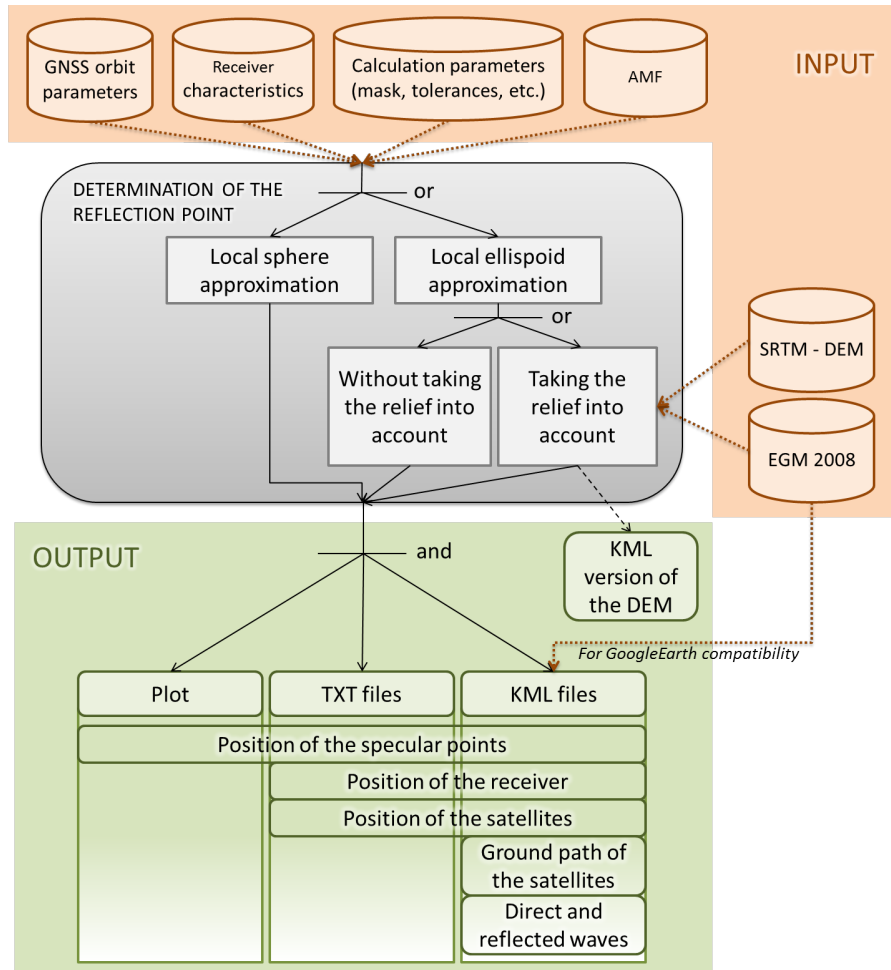 INPUT
GNSS orbit
parameters
Receiver
characteristics
Calculation parameters
(mask, tolerances, etc.)
AMF
DETERMINATION OF THE
REFLECTION POINT
or
Local sphere
approximation
Local ellispoid
approximation
or
Without taking
the relief into
account
Taking the
relief into
account
SRTM - DEM
EGM 2008
OUTPUT
and
KML
version of
the DEM
For GoogleEarth compatibility
Plot
TXT files
KML files
Position of the specular points
Position of the receiver
Position of the satellites
Ground path of
the satellites
Direct and
reflected waves